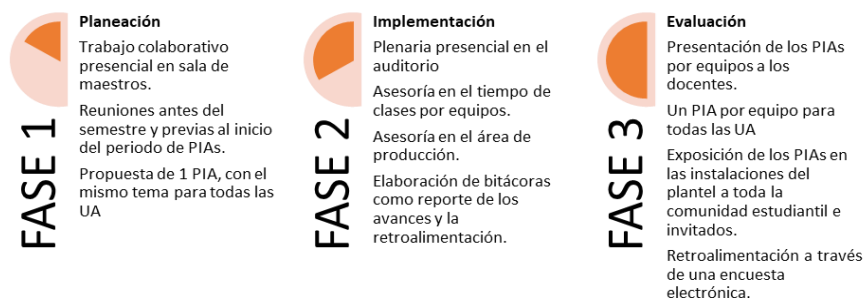 FASE 1
Planeación
Trabajo colaborativo
presencial en sala de
maestros.
Reuniones antes del
semestre y previas al inicio
del periodo de PIAs.
Propuesta de 1 PIA, con el
mismo tema para todas las
UA
FASE 2
Implementación
Plenaria presencial en el
auditorio
Asesoría en el tiempo de
clases por equipos.
Asesoría en el área de
producción.
Elaboración de bitácoras
como reporte de los
avances y la
retroalimentación.
FASE 3
Evaluación
Presentación de los PIAs
por equipos a los
docentes.
Un PIA por equipo para
todas las UA
Exposición de los PIAs en
las instalaciones del
plantel a toda la
comunidad estudiantil e
invitados.
Retroalimentación a través
de una encuesta
electrónica.